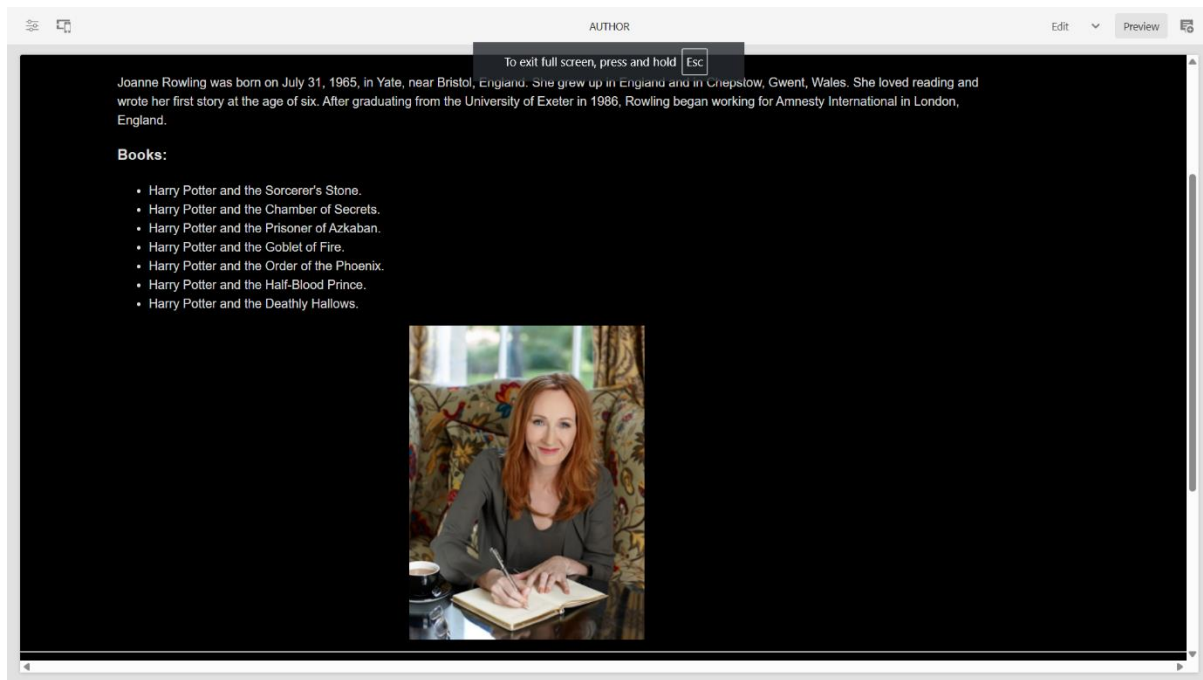 AUTHOR
Edit
Preview
To exit full screen, press and hold Esc
Joanne Rowling was born on July 31, 1965, in Yate, near Bristol, England. She grew up in England and in Chepstow, Gwent, Wales. She loved reading and
wrote her first story at the age of six. After graduating from the University of Exeter in 1986, Rowling began working for Amnesty International in London,
England.
Books:
• Harry Potter and the Sorcerer's Stone.
• Harry Potter and the Chamber of Secrets.
• Harry Potter and the Prisoner of Azkaban.
• Harry Potter and the Goblet of Fire.
• Harry Potter and the Order of the Phoenix.
• Harry Potter and the Half-Blood Prince.
• Harry Potter and the Deathly Hallows.